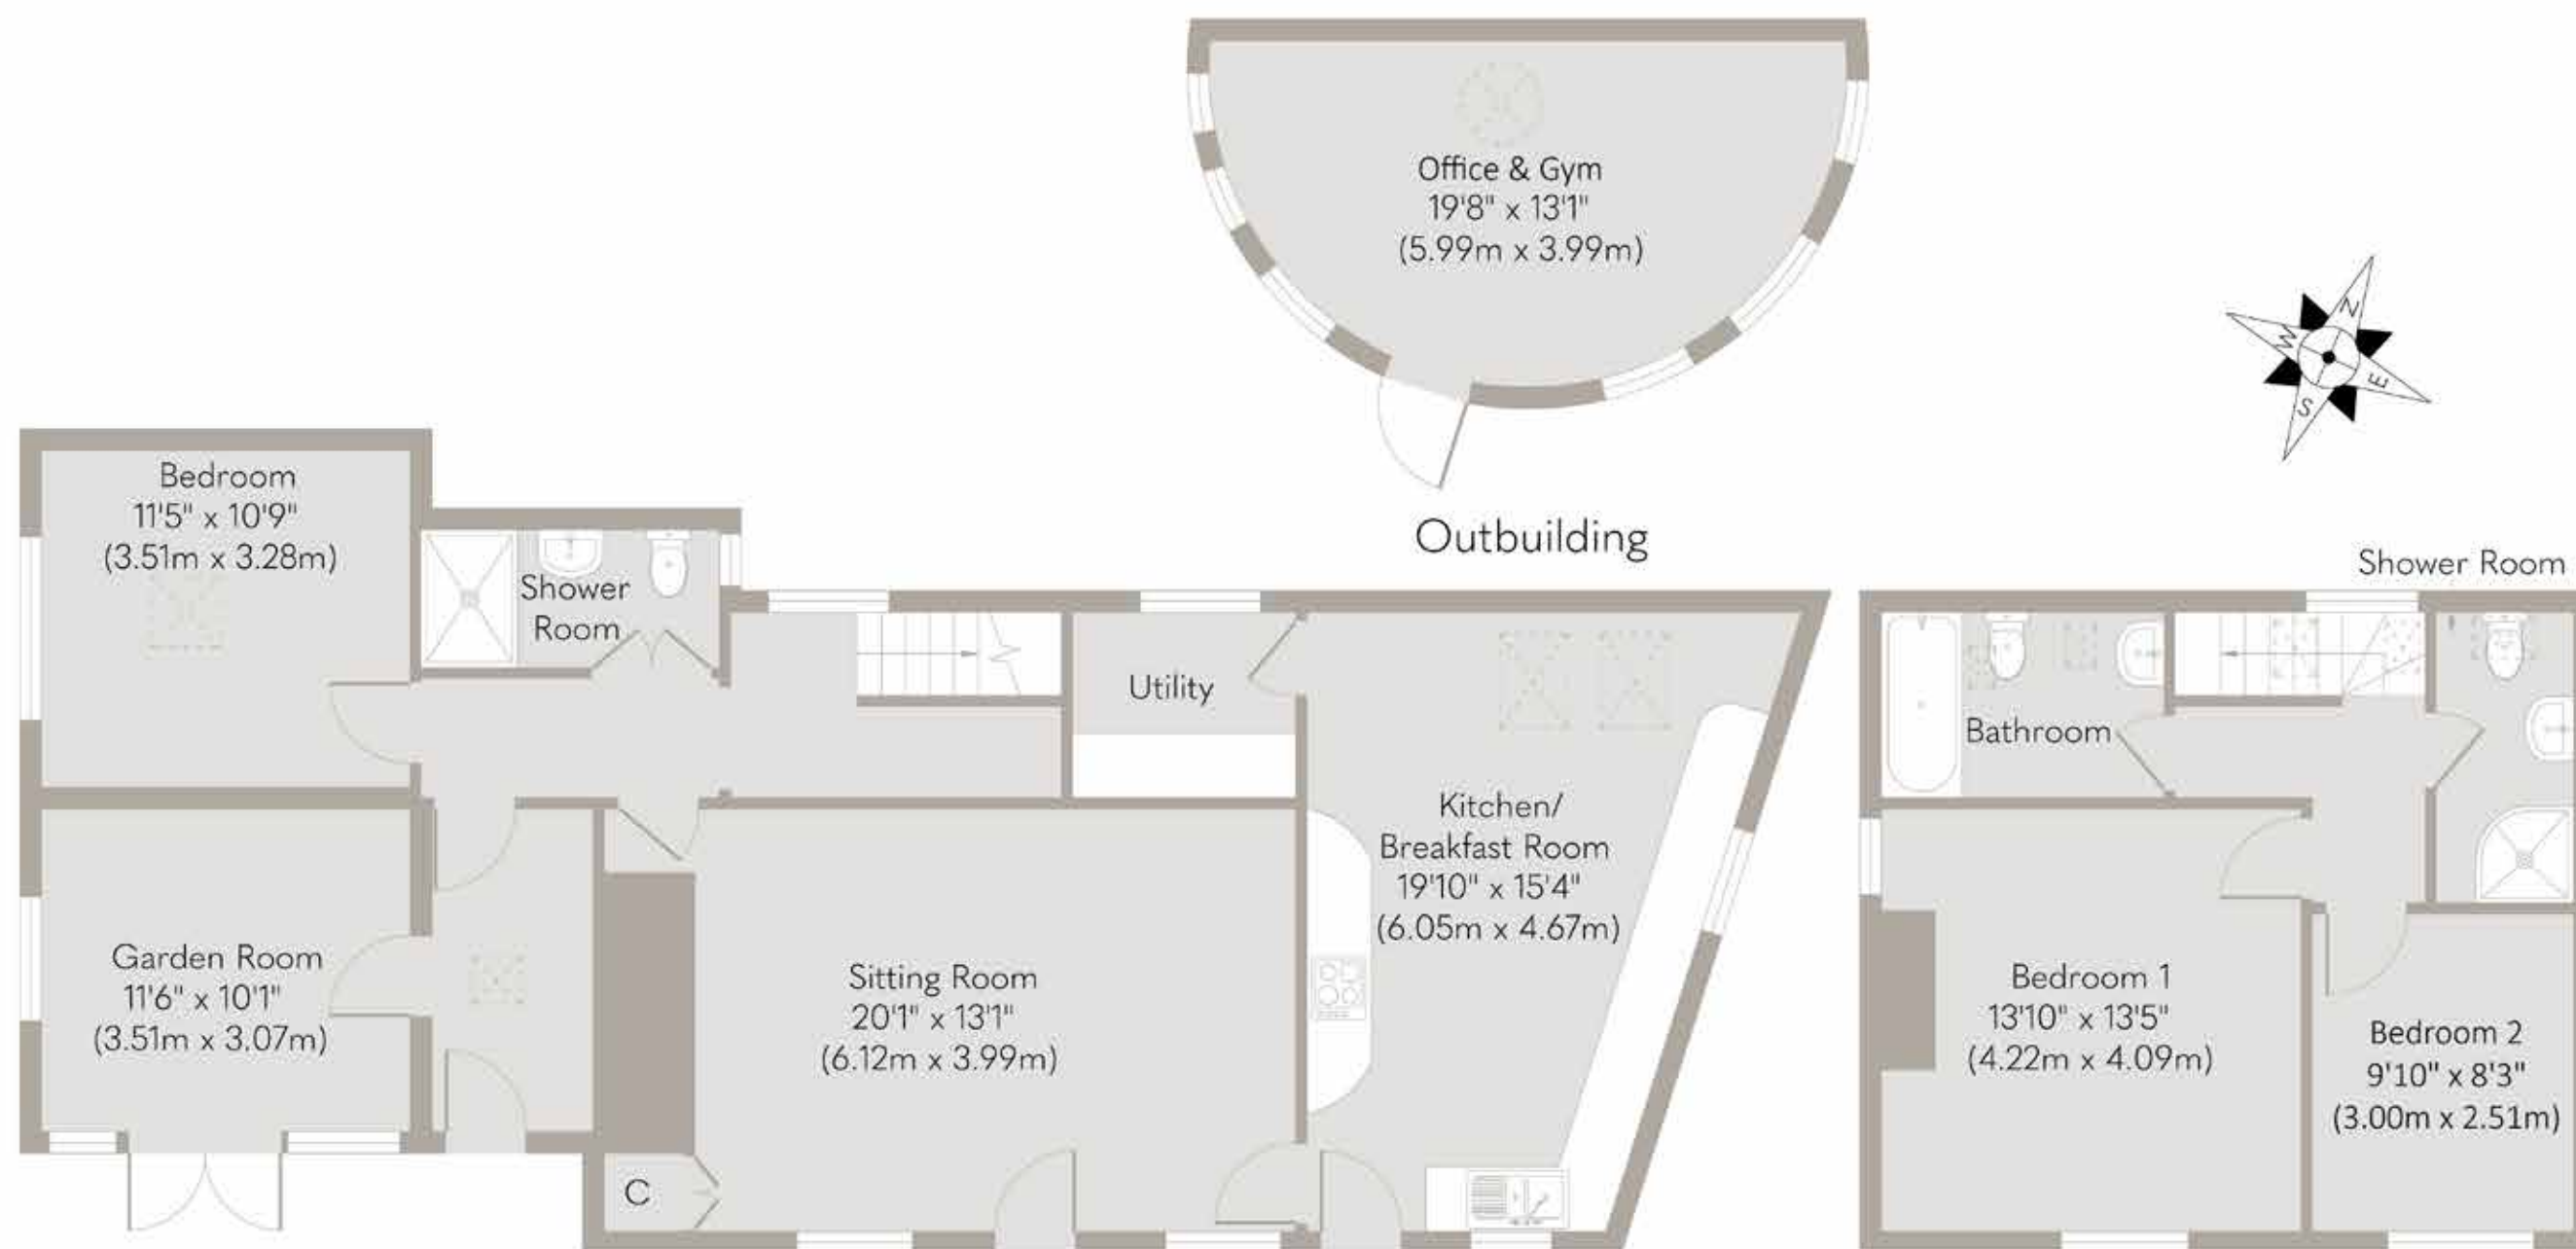 Office & Gym
19'8" x 13'1"
(5.99m x 3.99m)
Outbuilding
N
W
E
S
Bedroom
11'5" x 10'9"
(3.51m x 3.28m)
Shower
Room
Utility
Kitchen/
Breakfast Room
19'10" x 15'4"
(6.05m x 4.67m)
Garden Room
11'6" x 10'1"
(3.51m x 3.07m)
Sitting Room
20'1" x 13'1"
(6.12m x 3.99m)
C
Shower Room
Bathroom
Bedroom 1
13'10" x 13'5"
(4.22m x 4.09m)
Bedroom 2
9'10" x 8'3"
(3.00m x 2.51m)